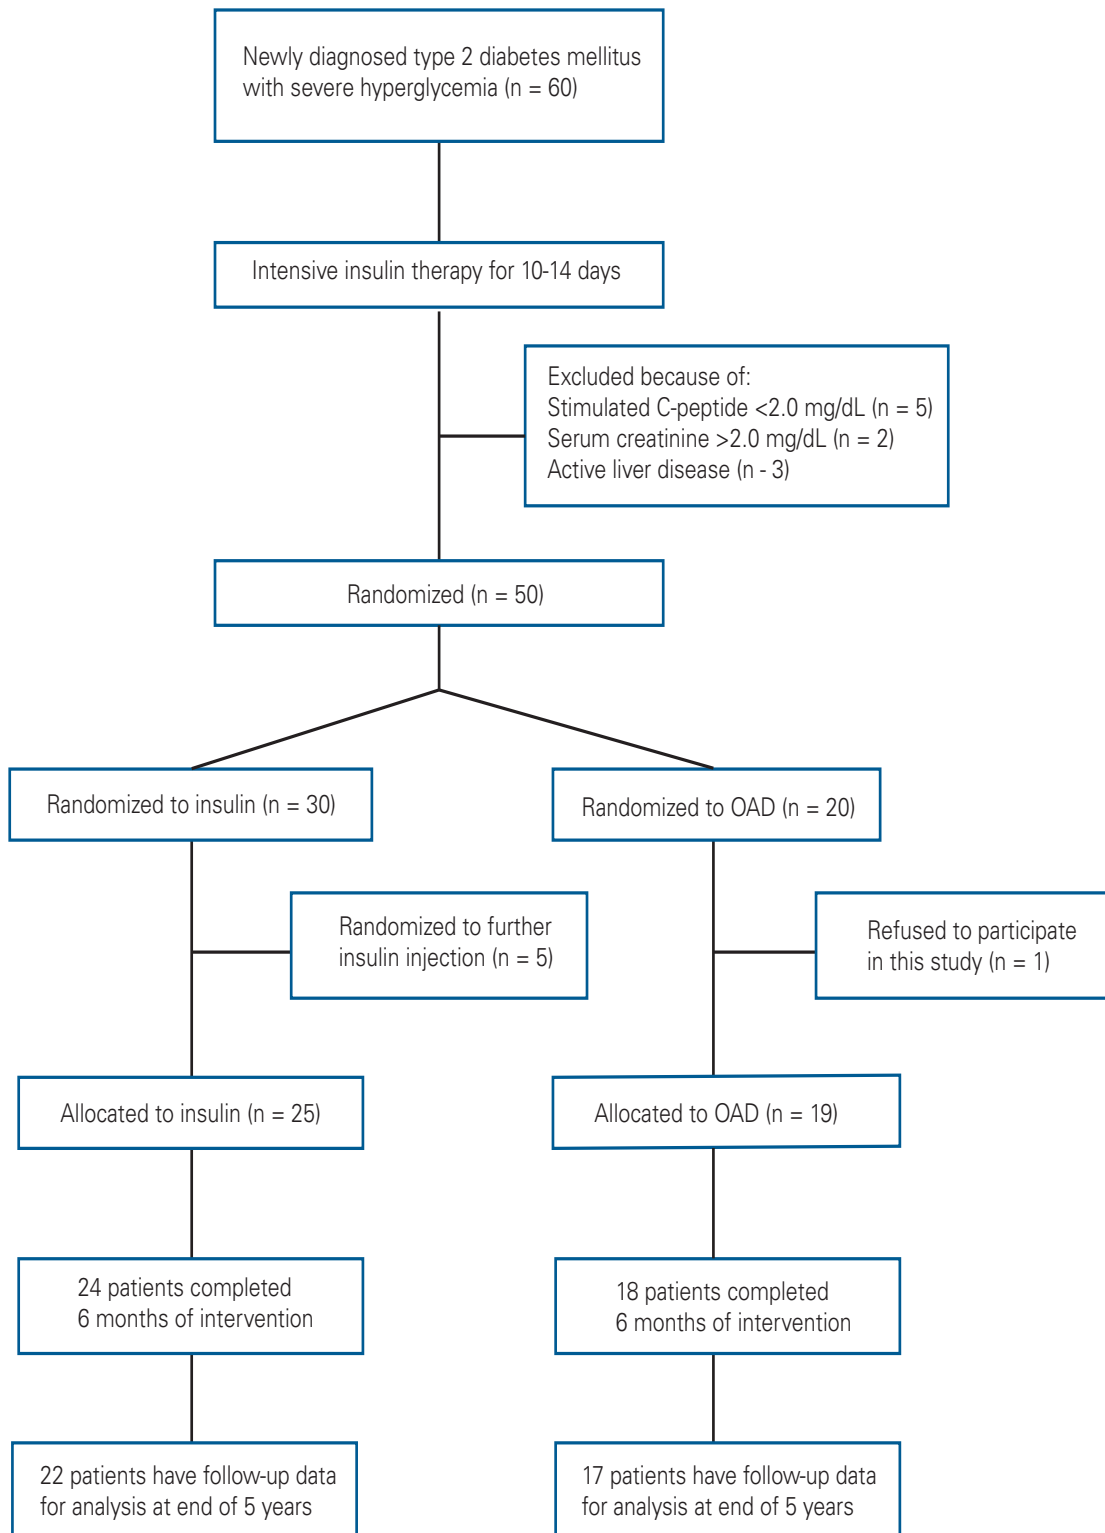 Newly diagnosed type 2 diabetes mellitus
with severe hyperglycemia (n = 60)
Intensive insulin therapy for 10-14 days
Excluded because of:
Stimulated C-peptide <2.0 mg/dL (n = 5)
Serum creatinine >2.0 mg/dL (n = 2)
Active liver disease (n - 3)
Randomized (n = 50)
Randomized to insulin (n = 30)
Randomized to OAD (n = 20)
Randomized to further
insulin injection (n = 5)
Refused to participate
in this study (n = 1)
Allocated to insulin (n = 25)
Allocated to OAD (n = 19)
24 patients completed
6 months of intervention
18 patients completed
6 months of intervention
22 patients have follow-up data
for analysis at end of 5 years
17 patients have follow-up data
for analysis at end of 5 years